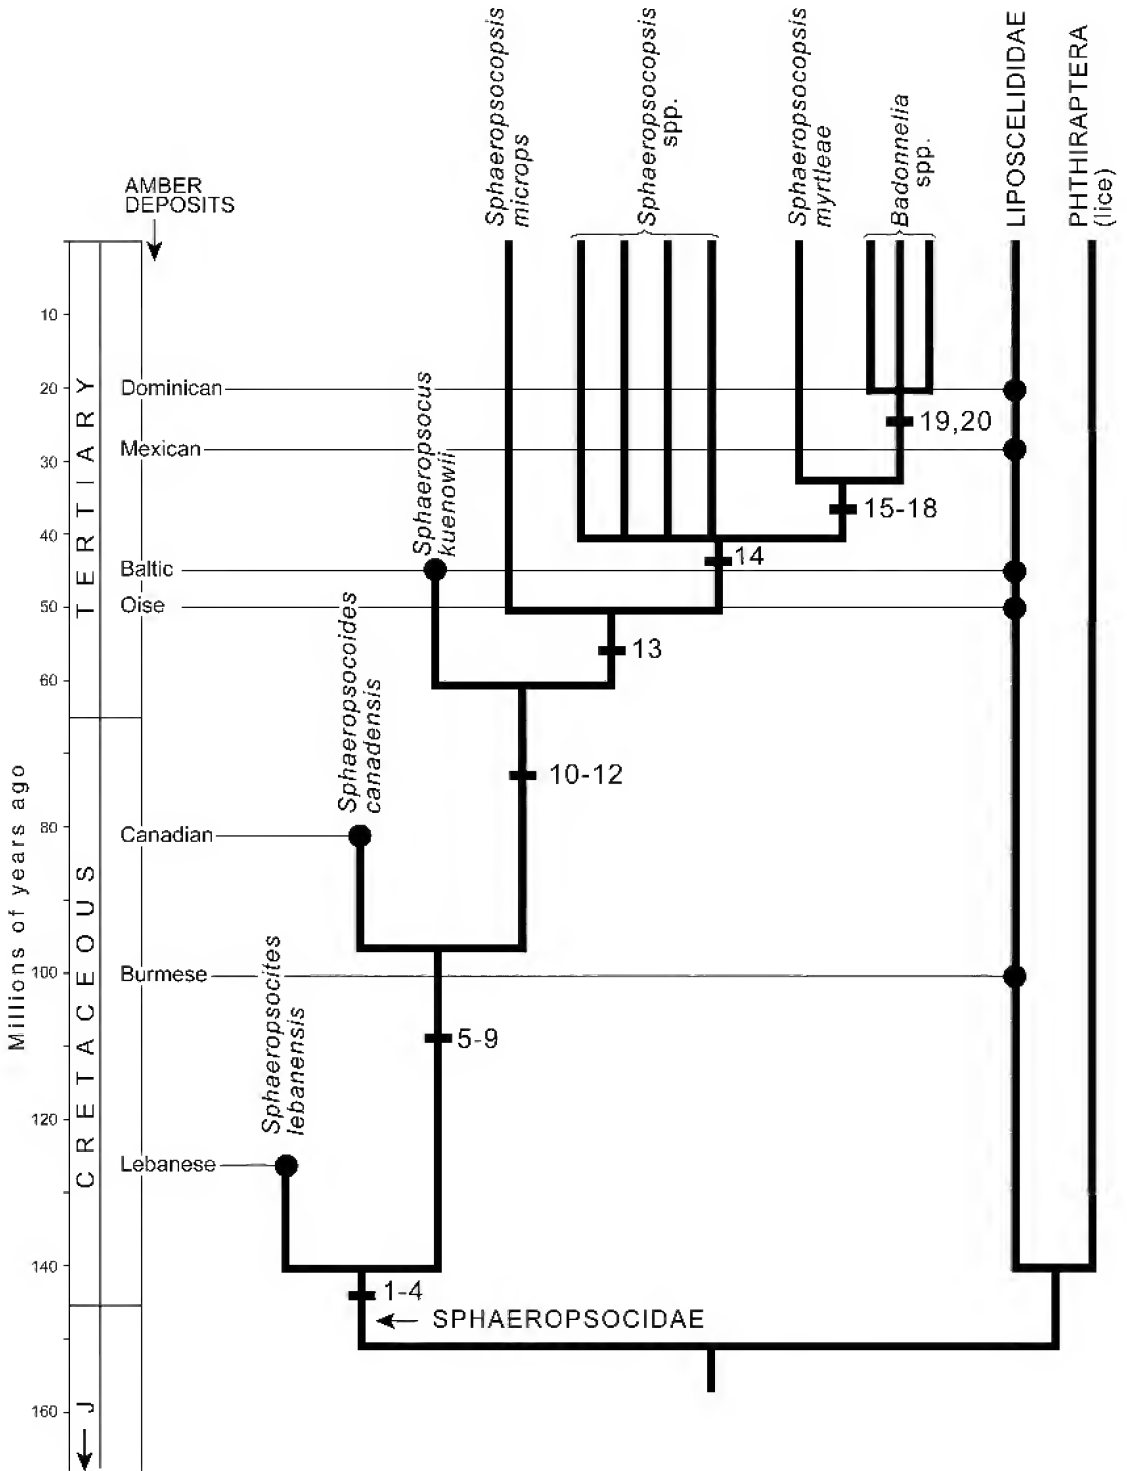 Sphaeropsocopsis
microps
Sphaeropsocopsis
spp.
Sphaeropsocopsis
myrtleae
Badonnelia
spp.
LIPOSCELIDIDAE
PHTHIRAPTERA
(lice)
AMBER
DEPOSITS
10
20
30
40
50
60
80
100
120
140
160
Millions of years ago
TERTIARY
CRETACEOUS
J
Dominican
Mexican
Baltic
Oise
Canadian
Burmese
Lebanese
Sphaeropsocus
kuenowii
Sphaeropsocoides
canadensis
Sphaeropsocites
lebanensis
19,20
15-18
14
13
10-12
5-9
1-4
SPHAEROPSOCIDAE